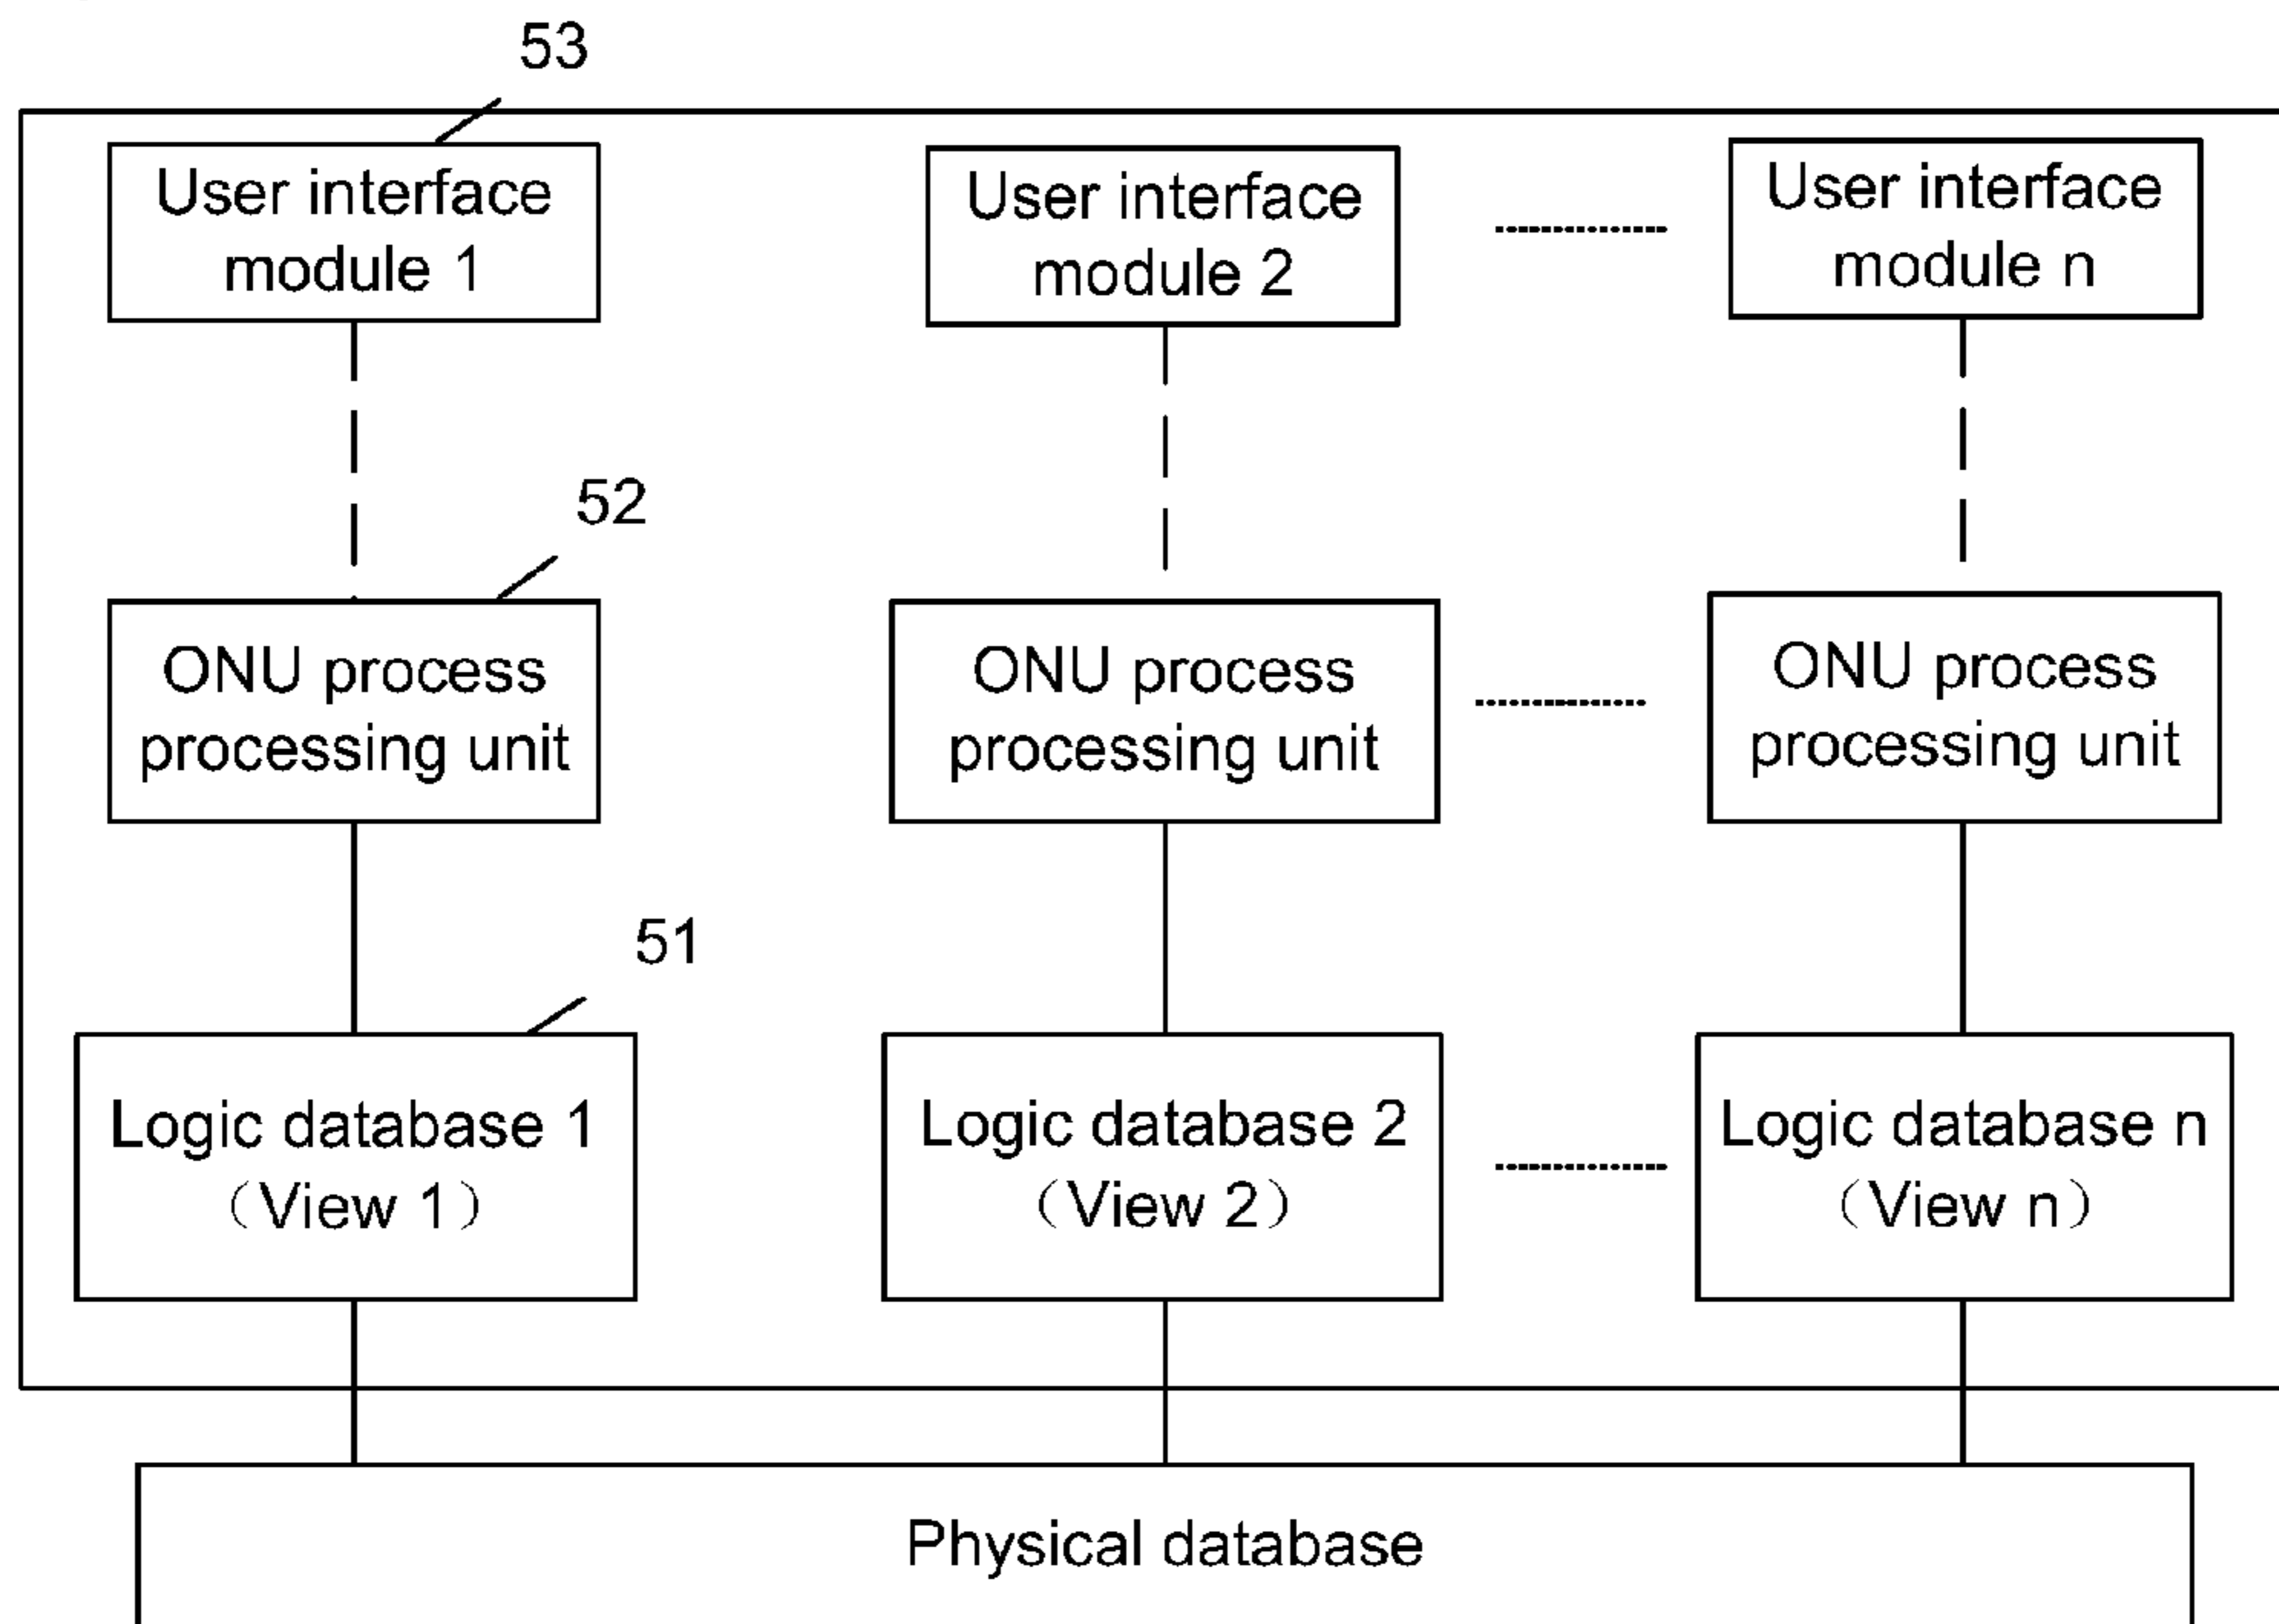 53
User interface
module 1
User interface
module 2
User interface
module n
52
ONU process
processing unit
ONU process
processing unit
ONU process
processing unit
51
Logic database 1
（View 1）
Logic database 2
（View 2）
Logic database n
（View n）
Physical database